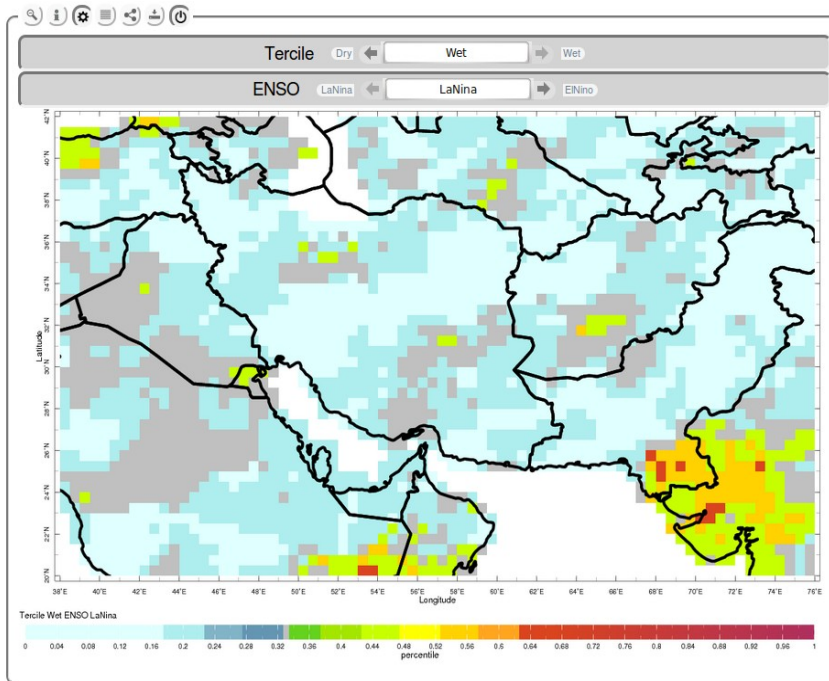 Tercile Dry Wet Wet
ENSO LaNina LaNina ElNino
42°N
40°N
38°N
36°N
34°N
32°N
30°N
28°N
26°N
24°N
22°N
20°N
Latitude
38°E 40°E 42°E 44°E 46°E 48°E 50°E 52°E 54°E 56°E 58°E 60°E 62°E 64°E 66°E 68°E 70°E 72°E 74°E 76°E
Longitude
Tercile Wet ENSO LaNina
0 0.04 0.08 0.12 0.16 0.2 0.24 0.28 0.32 0.36 0.4 0.44 0.48 0.52 0.56 0.6 0.64 0.68 0.72 0.76 0.8 0.84 0.88 0.92 0.96 1
percentile